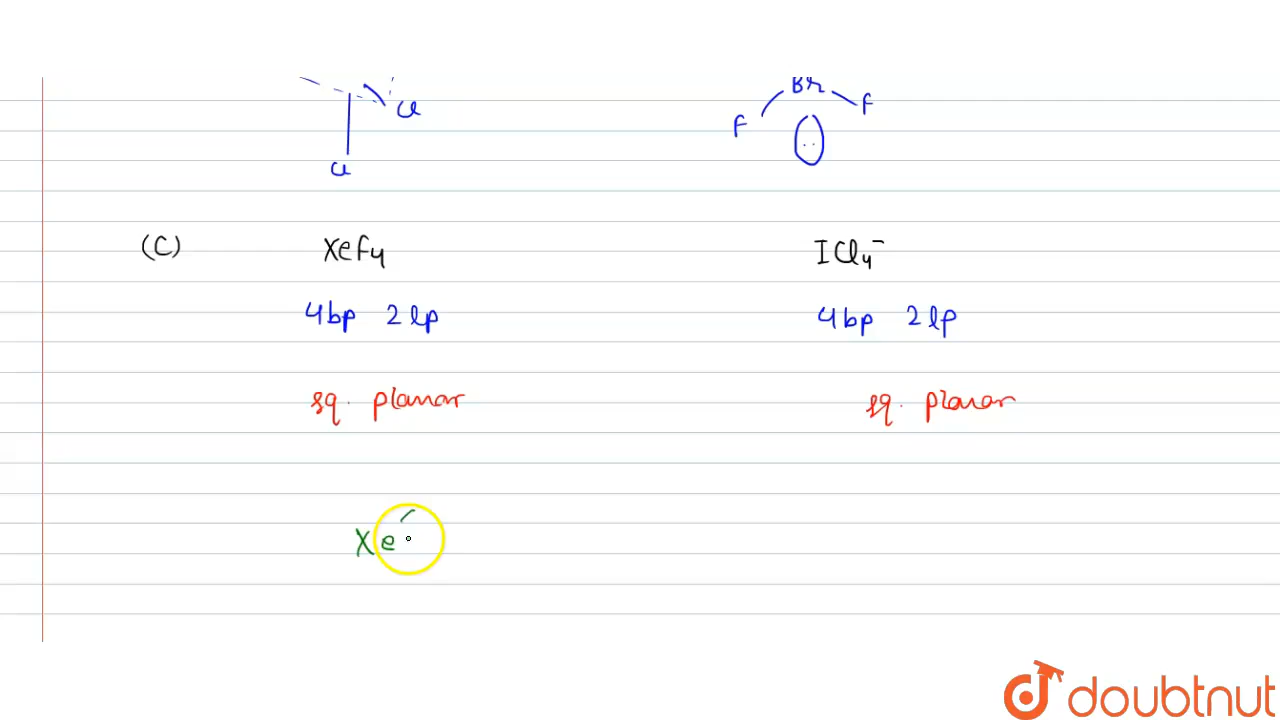 Br
Cl F F
Cl
(C) XeF4 ICl4⁻
4bp 2lp 4bp 2lp
sq. planar sq. planar
Xe
doubtnut